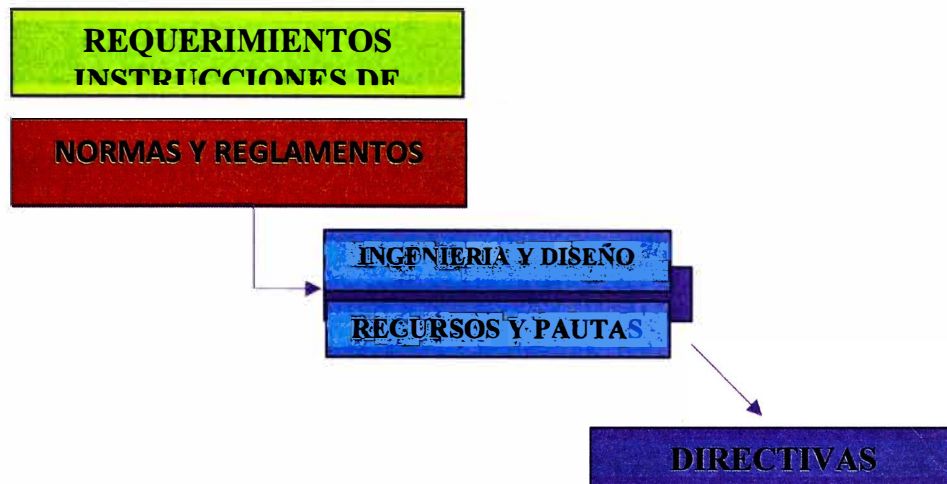 REQUERIMIENTOS
INSTRUCCIONES DE
NORMAS Y REGLAMENTOS
INGENIERIA Y DISEÑO
RECURSOS Y PAUTAS
DIRECTIVAS